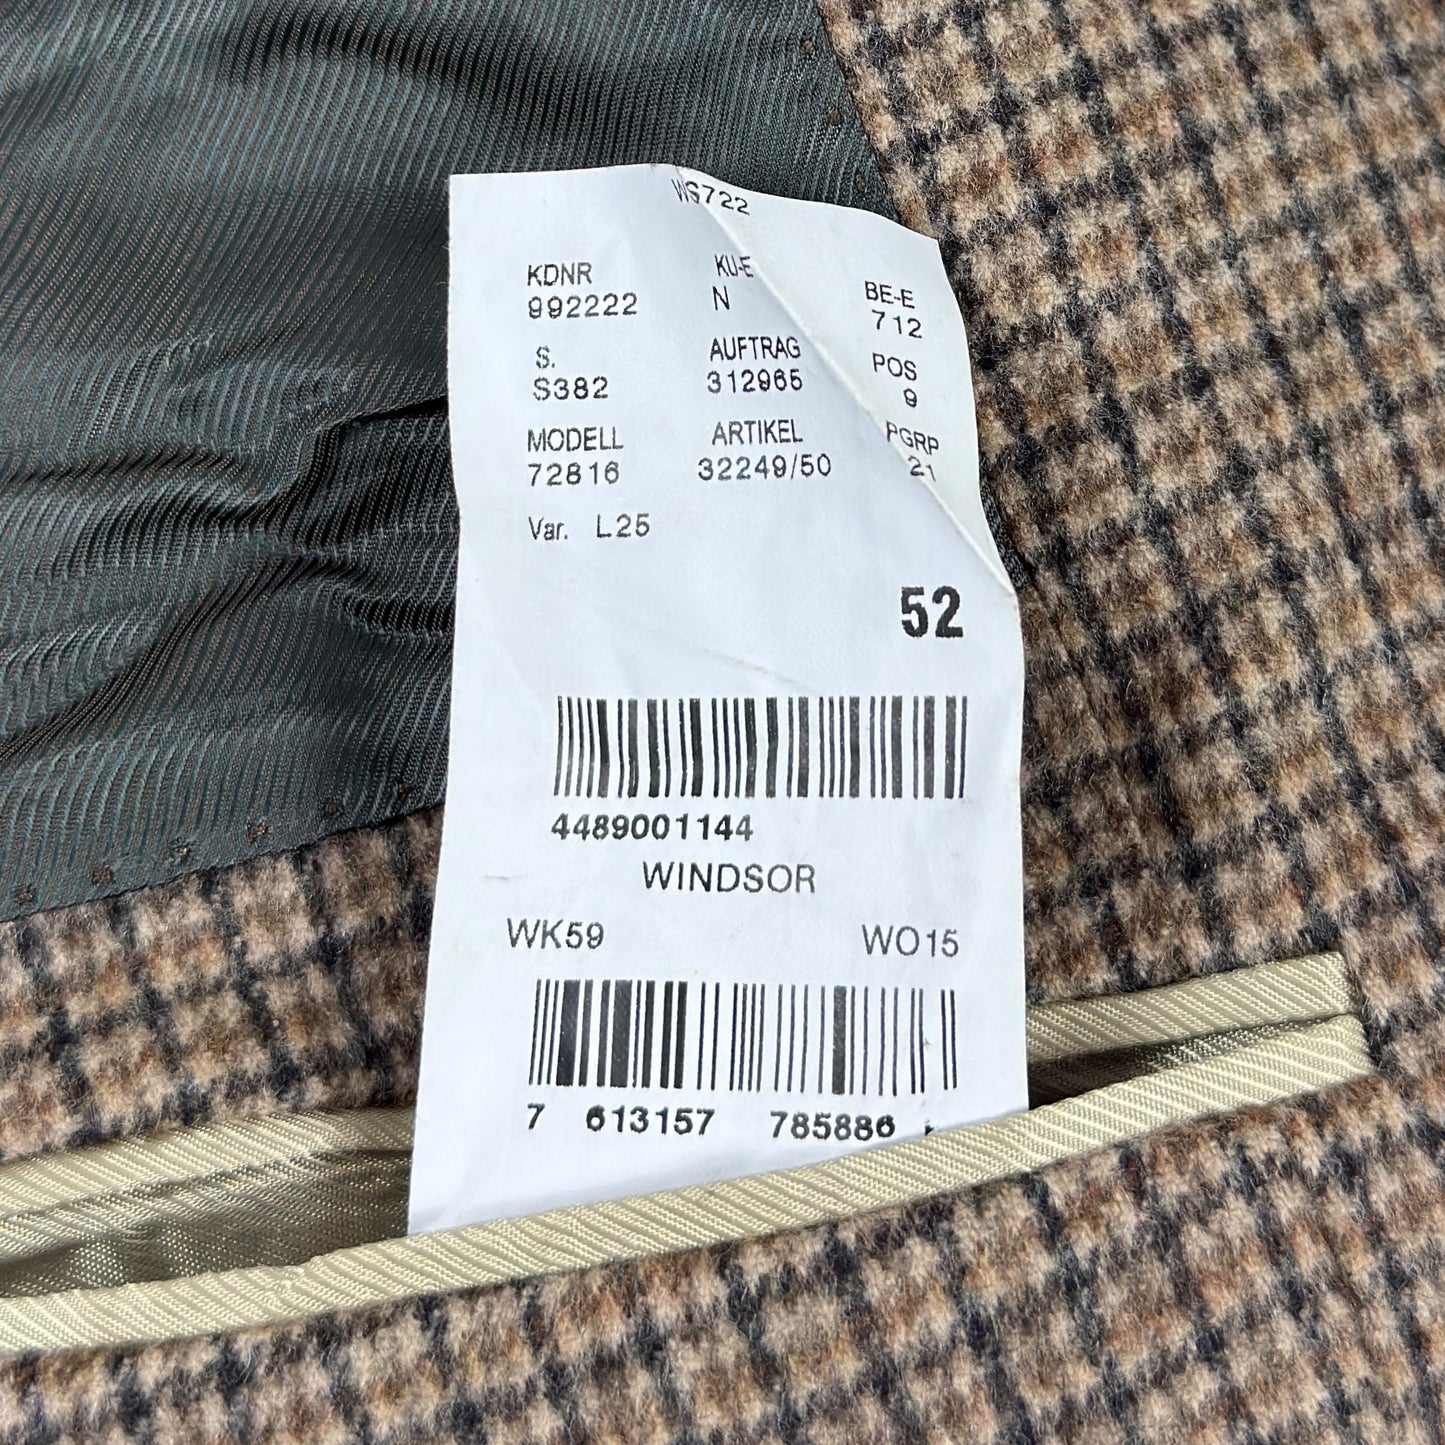 WS722
KDNR KU-E BE-E
992222 N 712
S. AUFTRAG POS
S382 312965 9
MODELL ARTIKEL PGRP
72816 32249/50 21
Var. L25
52
4489001144
WINDSOR
WK59 WO15
7 613157 785886